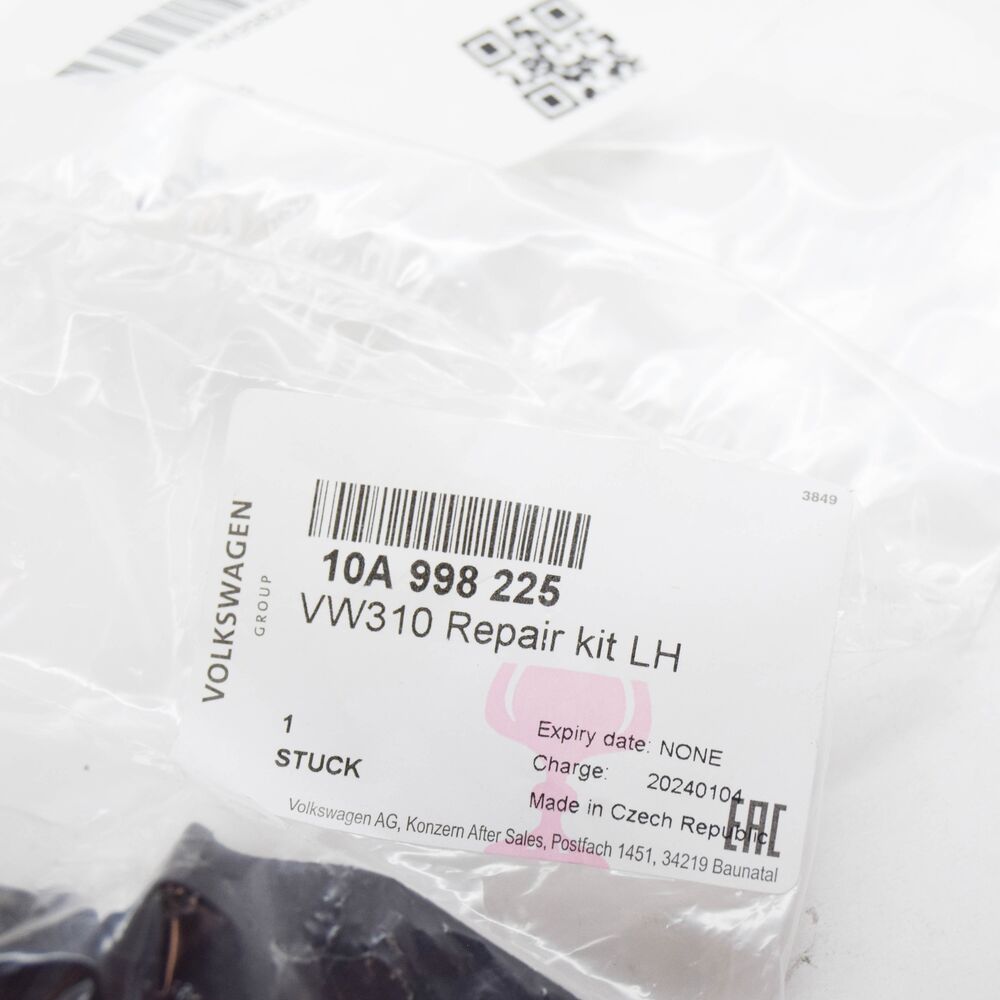 3849
VOLKSWAGEN
GROUP
10A 998 225
VW310 Repair kit LH
1
STUCK
Expiry date: NONE
Charge: 20240104
Made in Czech Republic
EAC
Volkswagen AG, Konzern After Sales, Postfach 1451, 34219 Baunatal